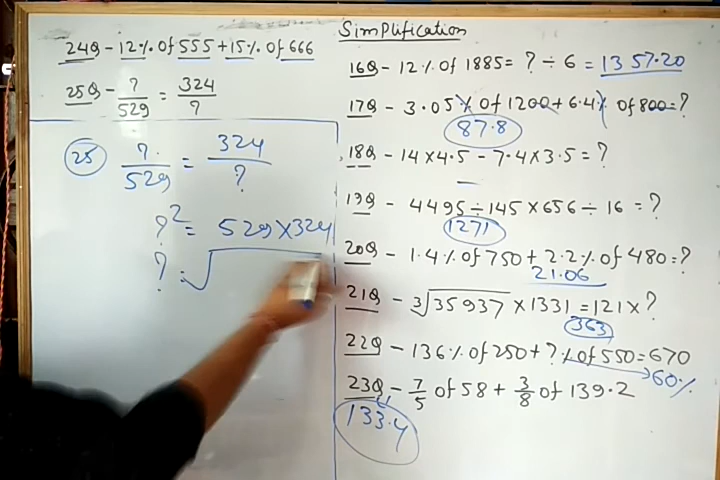 Simplification
24Q - 12% of 555 + 15% of 666
25Q - ?/529 = 324/?
25 ?/529 = 324/?
?² = 529 × 324
? = √
16Q - 12% of 1885 = ? ÷ 6 = 1357.20
17Q - 3.05% of 1200 + 6.4% of 800 = ?
87.8
18Q - 14 × 4.5 - 7.4 × 3.5 = ?
19Q - 4495 ÷ 145 × 656 ÷ 16 = ?
1271
20Q - 1.4% of 750 + 2.2% of 480 = ?
21.06
21Q - 3√35937 × 1331 = 121 × ?
363
22Q - 136% of 250 + ?% of 550 = 670
60%
23Q - 7/5 of 58 + 3/8 of 139.2
133.4